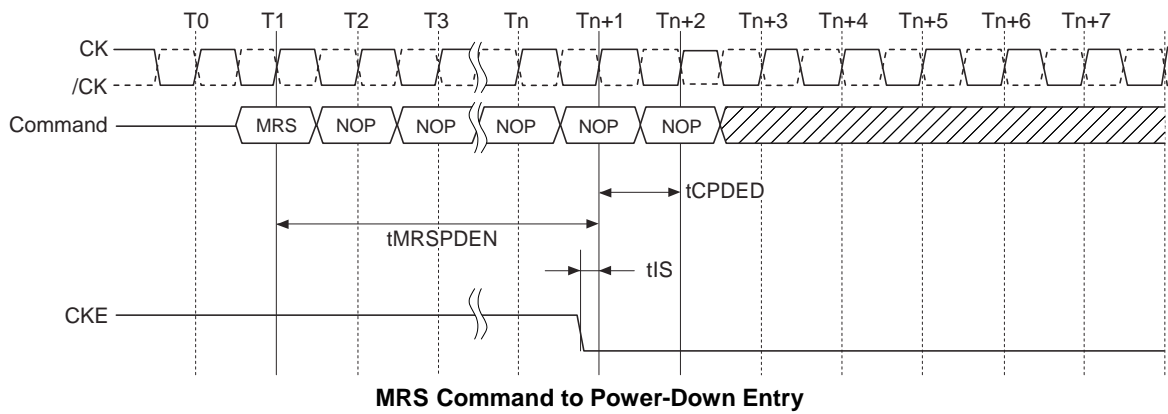 T0 T1 T2 T3 Tn Tn+1 Tn+2 Tn+3 Tn+4 Tn+5 Tn+6 Tn+7
CK
/CK
Command MRS NOP NOP NOP NOP NOP
tCPDED
tMRSPDEN
tIS
CKE
MRS Command to Power-Down Entry